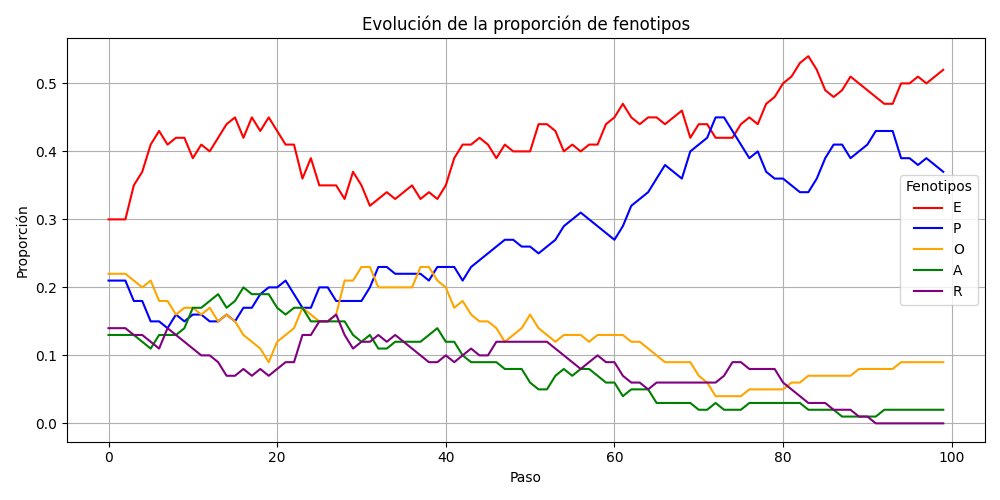 Evolución de la proporción de fenotipos
Proporción
0.5
0.4
0.3
0.2
0.1
0.0
0
20
40
60
80
100
Paso
Fenotipos
E
P
O
A
R